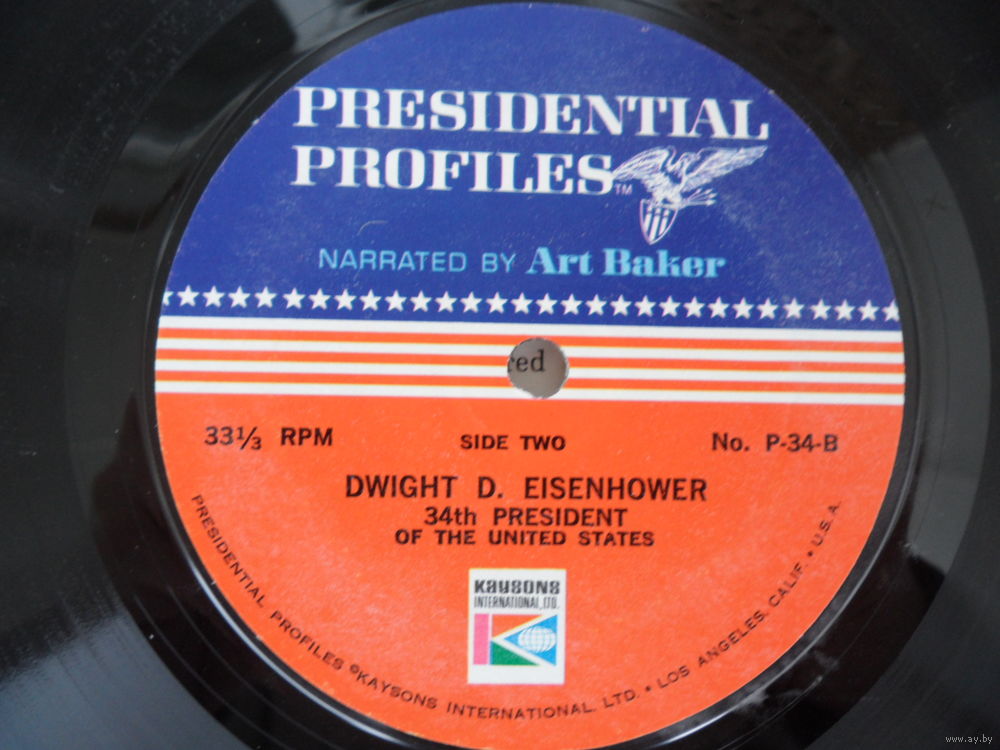 PRESIDENTIAL
PROFILES™
NARRATED BY Art Baker
red
33⅓ RPM SIDE TWO No. P-34-B
DWIGHT D. EISENHOWER
34th PRESIDENT
OF THE UNITED STATES
KAYSONS
INTERNATIONAL, LTD.
PRESIDENTIAL PROFILES ©KAYSONS INTERNATIONAL, LTD. • LOS ANGELES, CALIF. • U.S.A.
www.ay.by